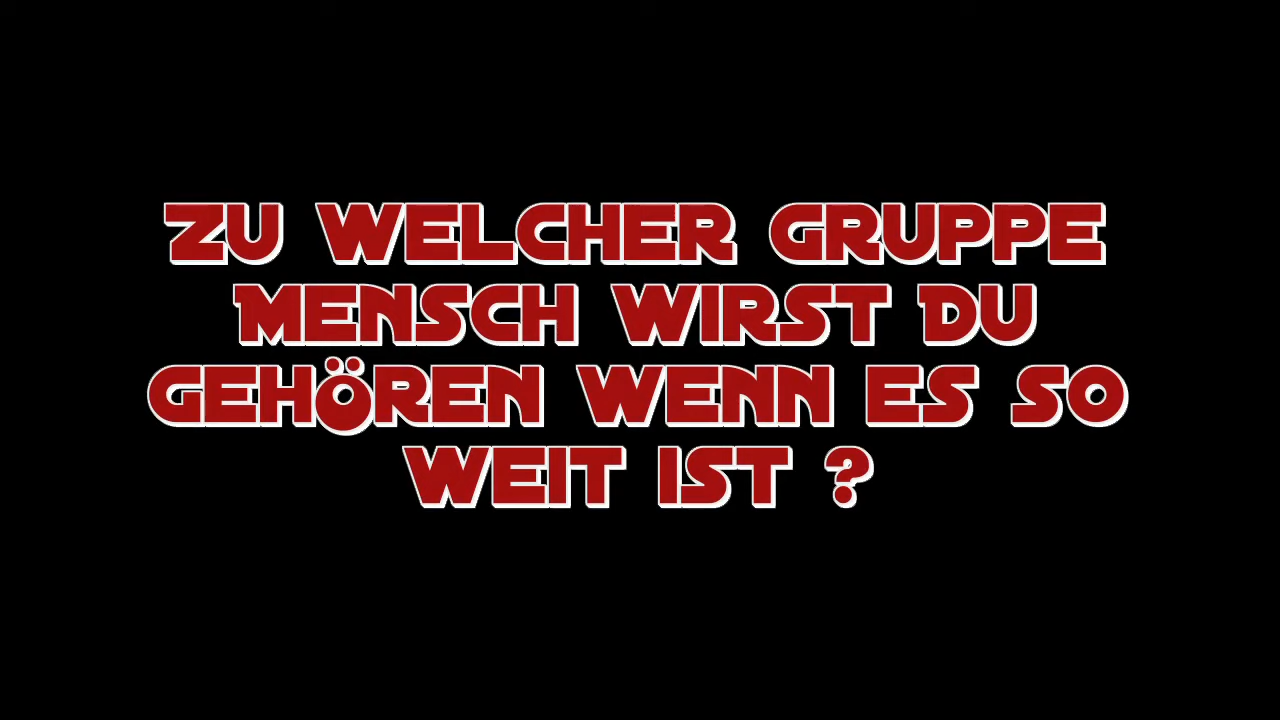 ZU WELCHER GRUPPE
MENSCH WIRST DU
GEHÖREN WENN ES SO
WEIT IST ?